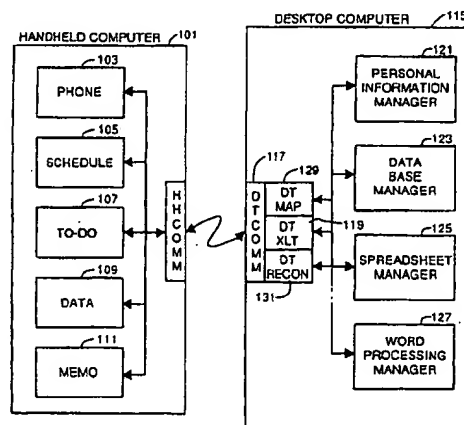 HANDHELD COMPUTER 101
103
PHONE
105
SCHEDULE
107
TO-DO
109
DATA
111
MEMO
HHCOMM
DESKTOP COMPUTER 115
117
DTCOMM
129
DT
MAP
119
DT
XLT
DT
RECON
131
121
PERSONAL
INFORMATION
MANAGER
123
DATA
BASE
MANAGER
125
SPREADSHEET
MANAGER
127
WORD
PROCESSING
MANAGER